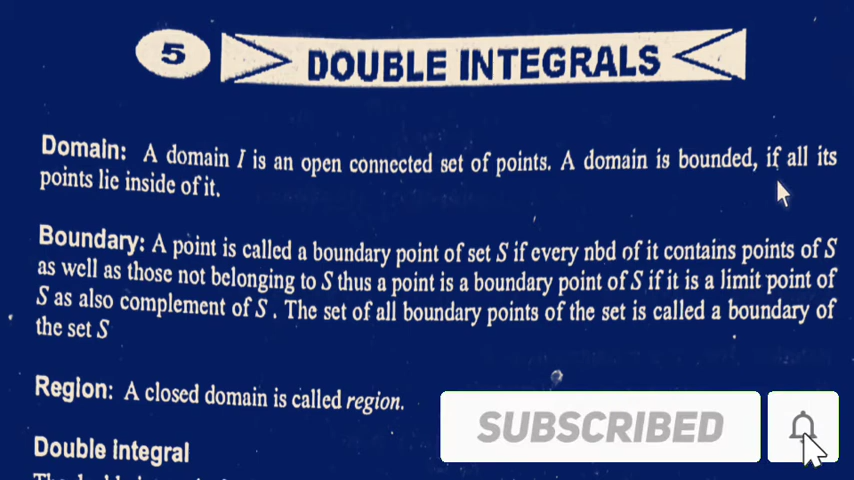 5
DOUBLE INTEGRALS
Domain: A domain I is an open connected set of points. A domain is bounded, if all its
points lie inside of it.
Boundary: A point is called a boundary point of set S if every nbd of it contains points of S
as well as those not belonging to S thus a point is a boundary point of S if it is a limit point of
S as also complement of S . The set of all boundary points of the set is called a boundary of
the set S
Region: A closed domain is called region.
SUBSCRIBED
Double integral